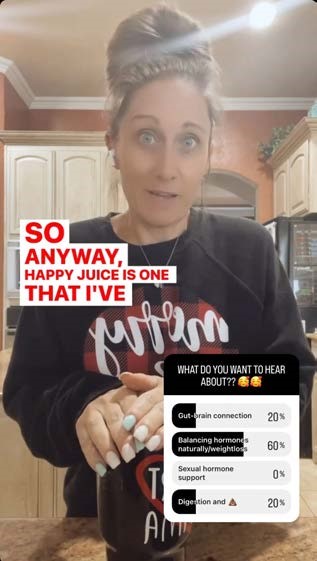 SO
ANYWAY,
HAPPY JUICE IS ONE
THAT I'VE
merry
WHAT DO YOU WANT TO HEAR
ABOUT?? 🥰🥰
Gut-brain connection 20%
Balancing hormones
naturally/weightloss 60%
Sexual hormone
support 0%
Digestion and 💩 20%